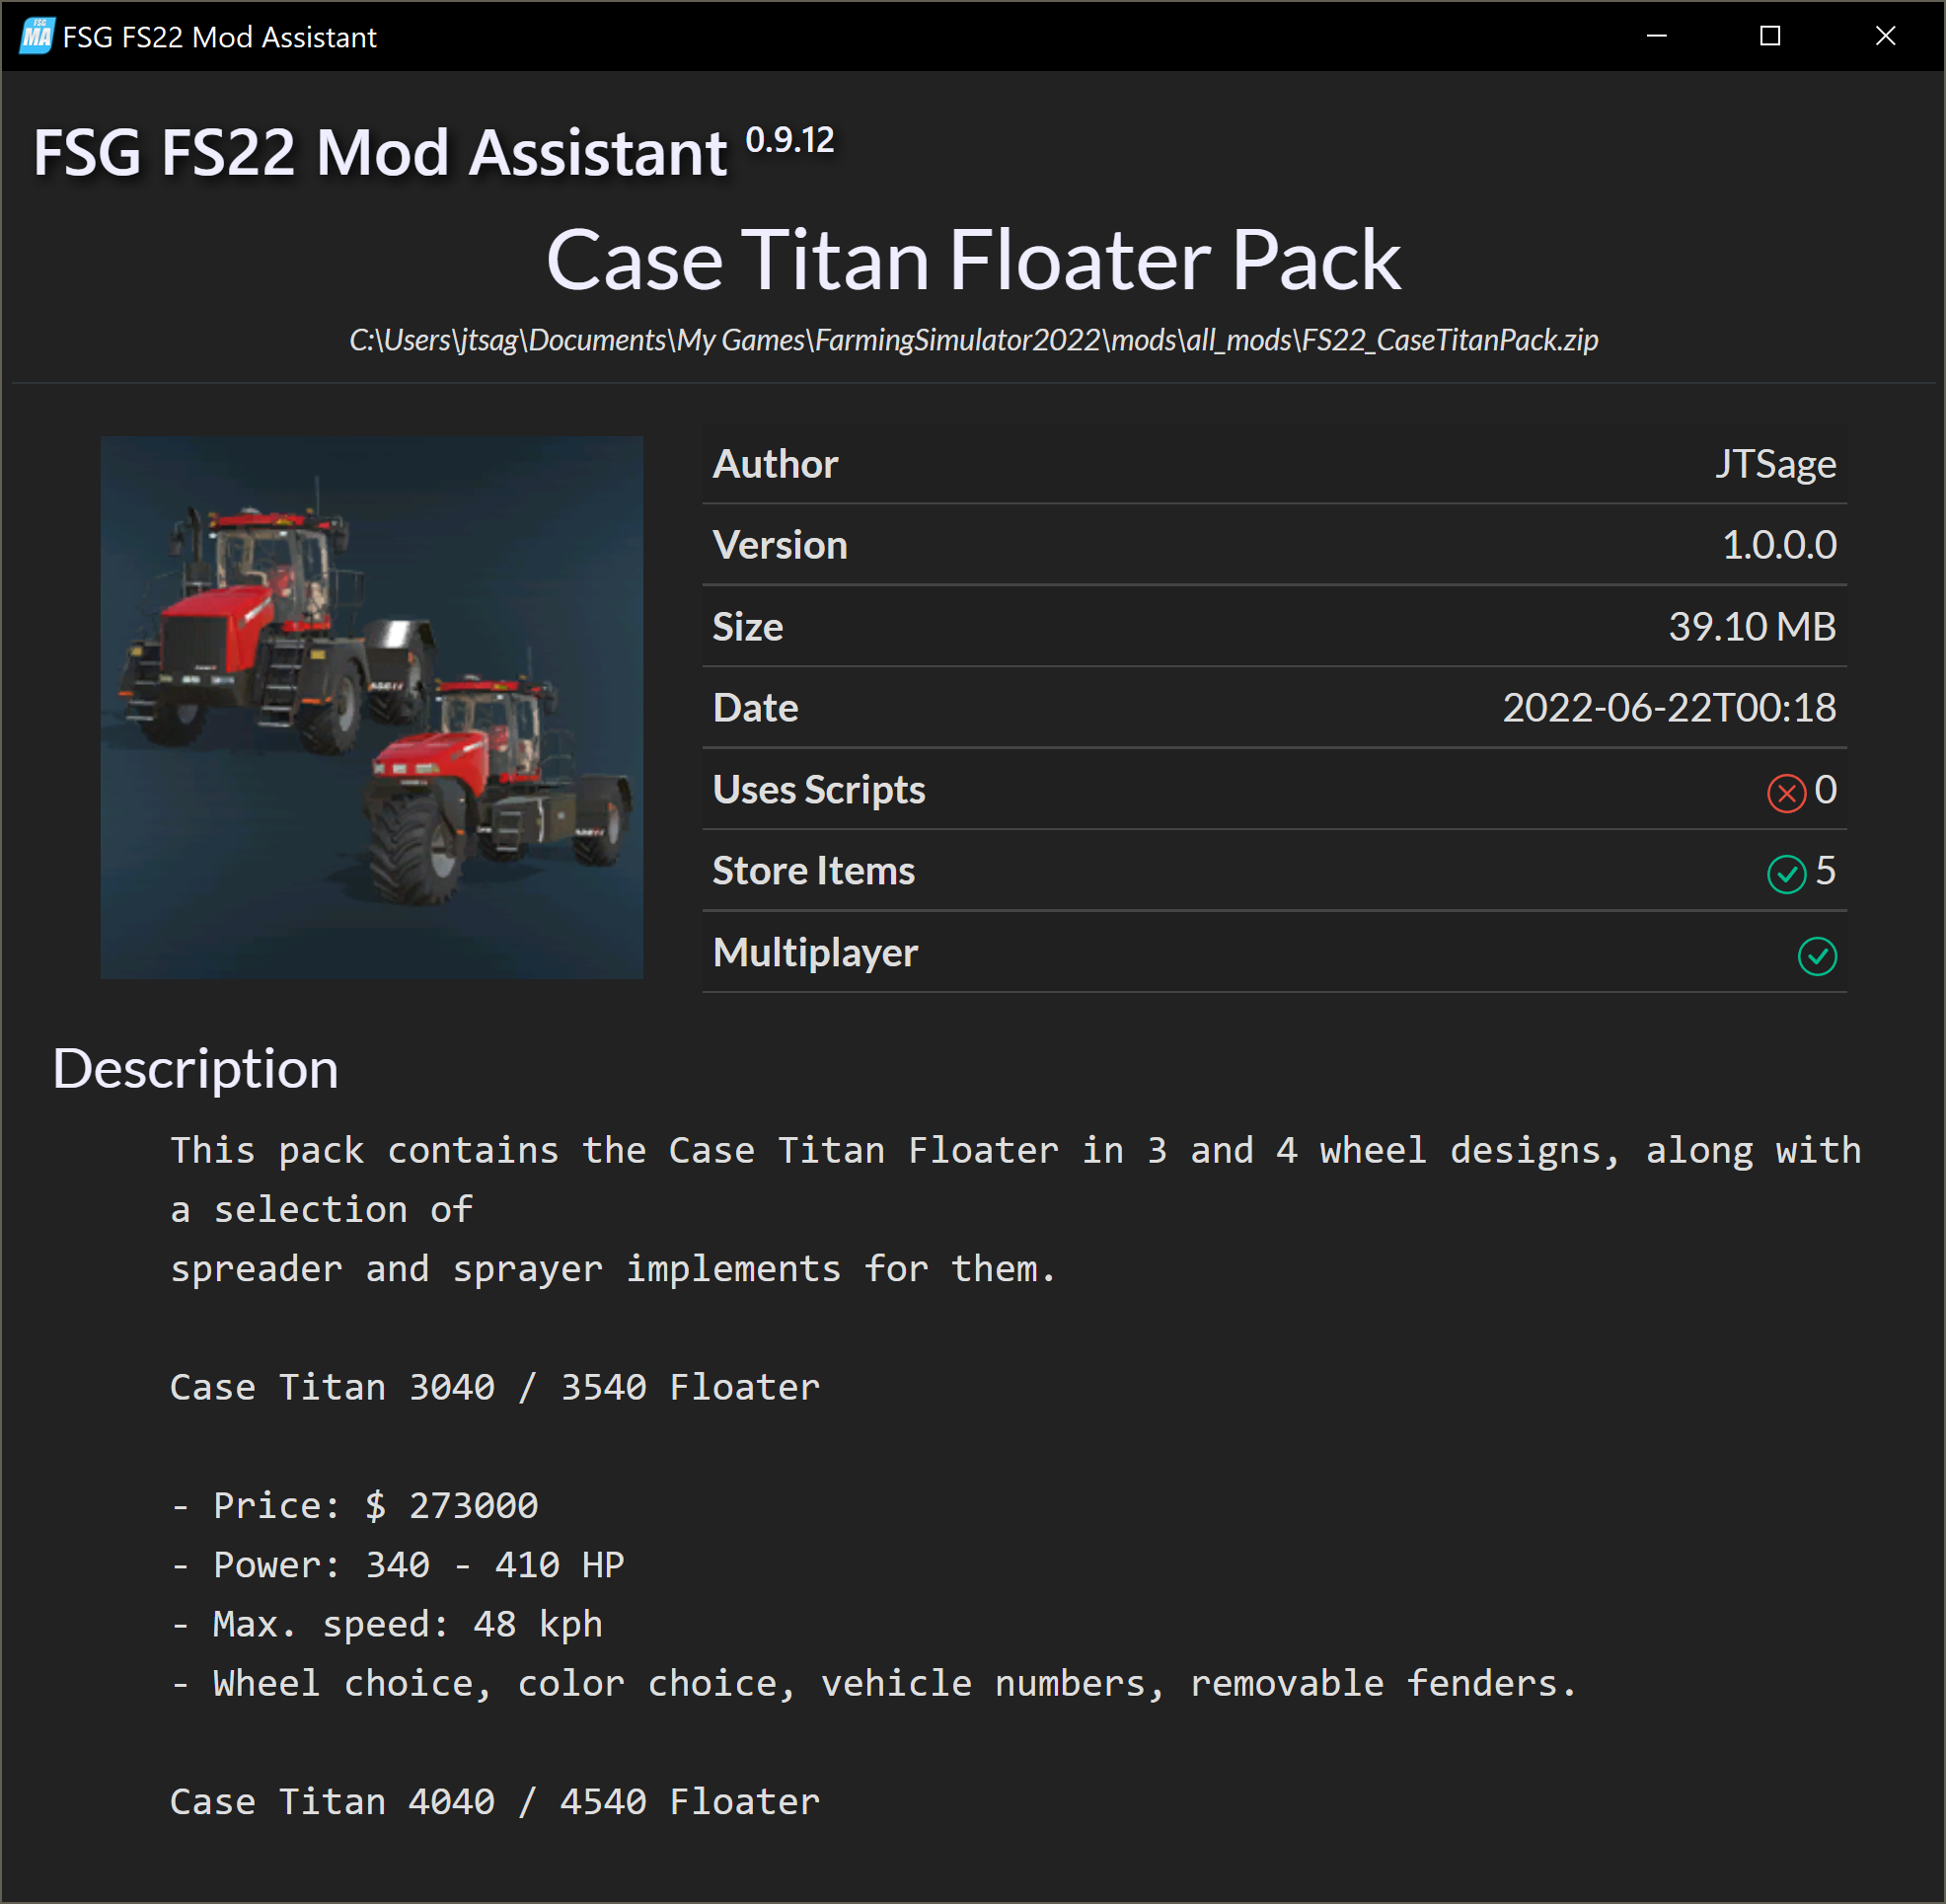 FSG
MA
FSG FS22 Mod Assistant
FSG FS22 Mod Assistant 0.9.12
Case Titan Floater Pack
C:\Users\jtsag\Documents\My Games\FarmingSimulator2022\mods\all_mods\FS22_CaseTitanPack.zip
Author JTSage
Version 1.0.0.0
Size 39.10 MB
Date 2022-06-22T00:18
Uses Scripts 0
Store Items 5
Multiplayer
Description
This pack contains the Case Titan Floater in 3 and 4 wheel designs, along with
a selection of
spreader and sprayer implements for them.
Case Titan 3040 / 3540 Floater
- Price: $ 273000
- Power: 340 - 410 HP
- Max. speed: 48 kph
- Wheel choice, color choice, vehicle numbers, removable fenders.
Case Titan 4040 / 4540 Floater